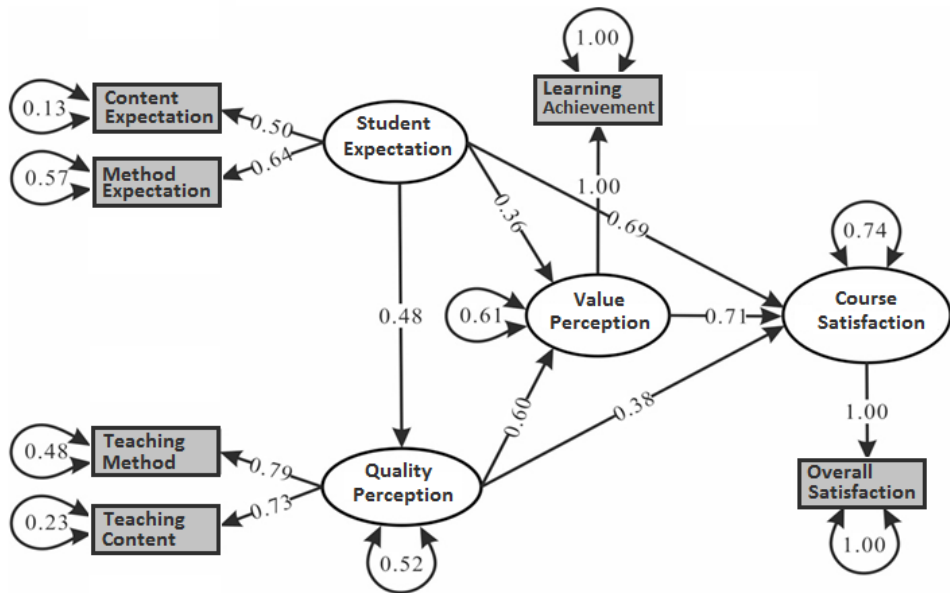 1.00
Content
Expectation
0.13
0.50
Student
Expectation
Learning
Achievement
Method
Expectation
0.57
0.64
1.00
0.36
0.69
0.74
0.48
0.61
Value
Perception
0.71
Course
Satisfaction
0.60
0.38
1.00
Teaching
Method
0.48
0.79
Quality
Perception
Overall
Satisfaction
Teaching
Content
0.23
0.73
0.52
1.00